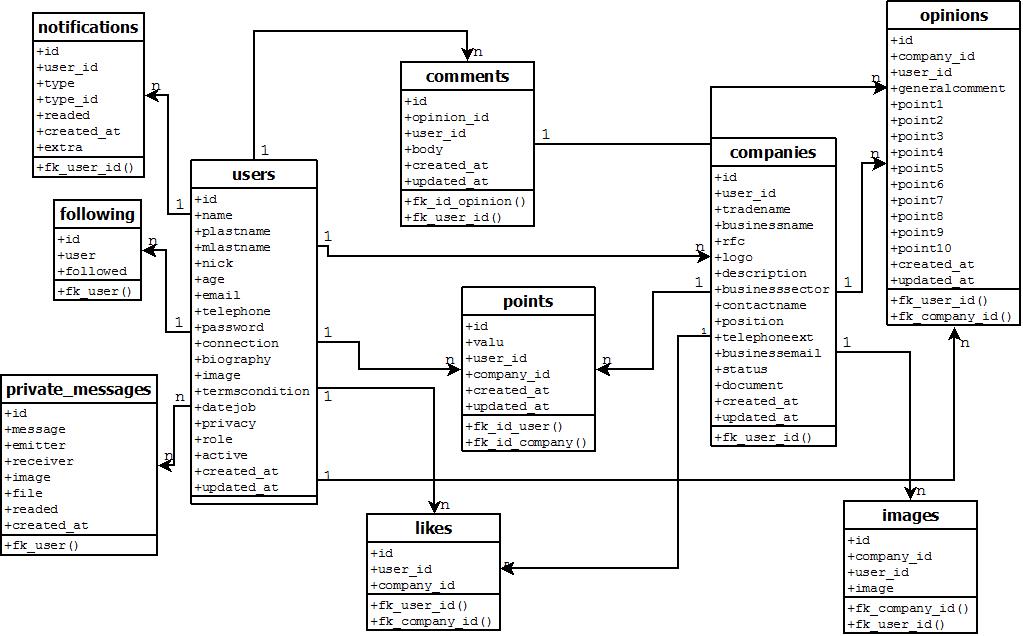 notifications
+id
+user_id
+type
+type_id
+readed
+created_at
+extra
+fk_user_id()
n
1
following
+id
+user
+followed
+fk_user()
n
1
private_messages
+id
+message
+emitter
+receiver
+image
+file
+readed
+created_at
+fk_user()
n
n
users
+id
+name
+plastname
+mlastname
+nick
+age
+email
+telephone
+password
+connection
+biography
+image
+termscondition
+datejob
+privacy
+role
+active
+created_at
+updated_at
1
1
1
1
1
comments
+id
+opinion_id
+user_id
+body
+created_at
+updated_at
+fk_id_opinion()
+fk_user_id()
n
1
points
+id
+valu
+user_id
+company_id
+created_at
+updated_at
+fk_id_user()
+fk_id_company()
n
n
likes
+id
+user_id
+company_id
+fk_user_id()
+fk_company_id()
n
n
companies
+id
+user_id
+tradename
+businessname
+rfc
+logo
+description
+businesssector
+contactname
+position
+telephoneext
+businessemail
+status
+document
+created_at
+updated_at
+fk_user_id()
n
1
1
1
1
opinions
+id
+company_id
+user_id
+generalcomment
+point1
+point2
+point3
+point4
+point5
+point6
+point7
+point8
+point9
+point10
+created_at
+updated_at
+fk_user_id()
+fk_company_id()
n
n
n
images
+id
+company_id
+user_id
+image
+fk_company_id()
+fk_user_id()
n